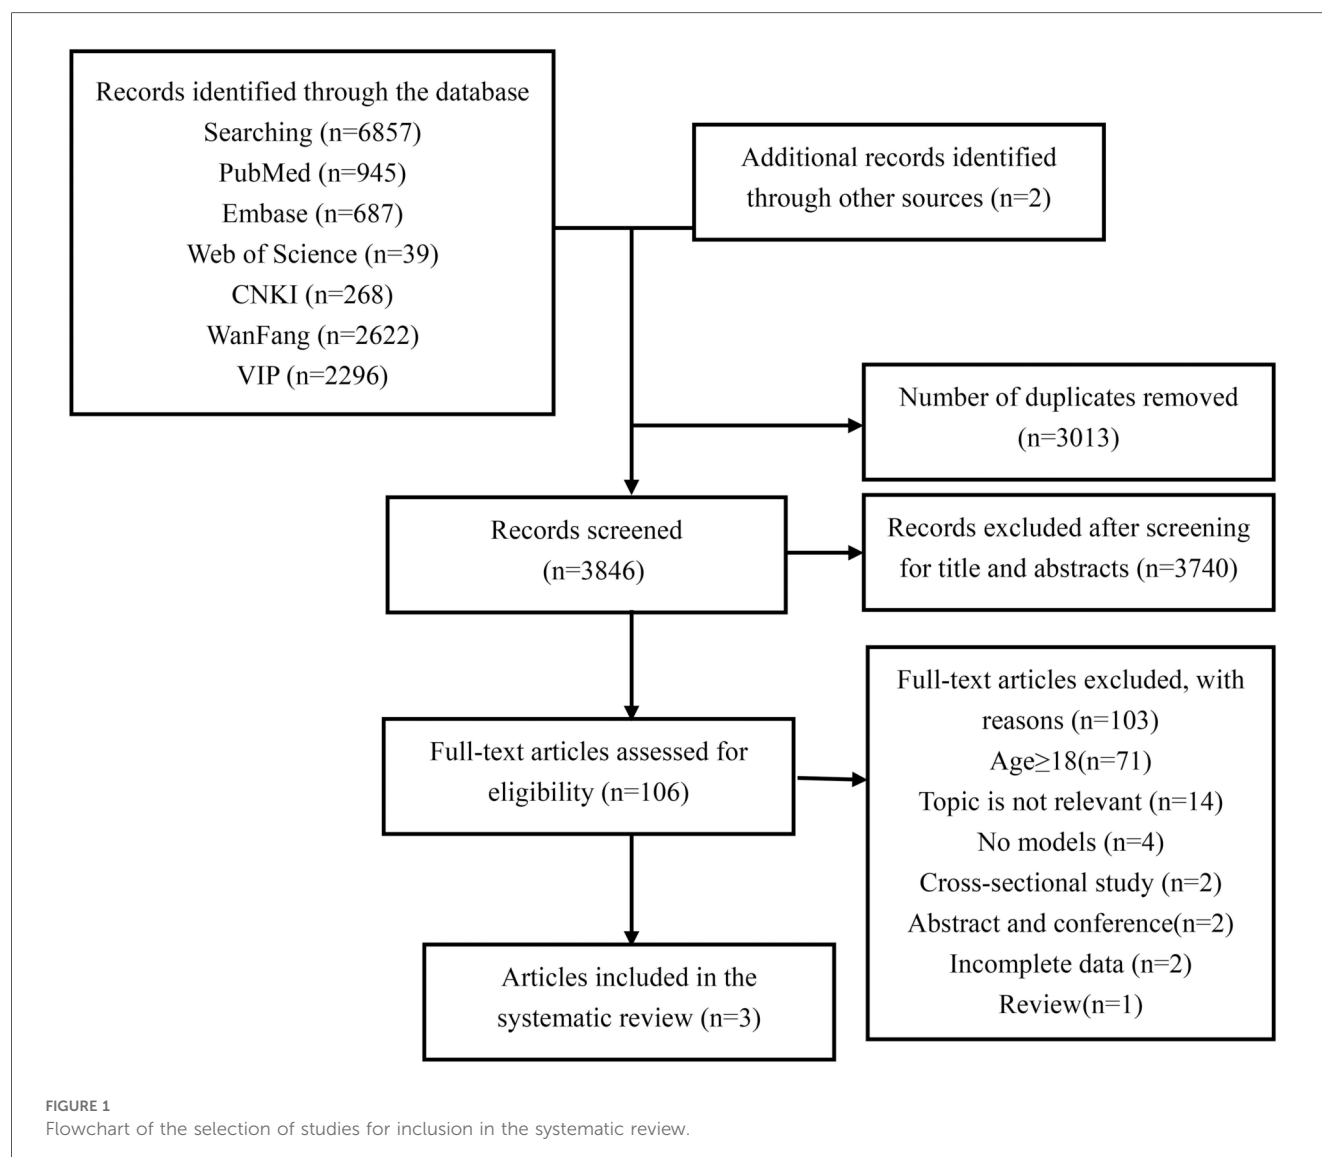 Records identified through the database
Searching (n=6857)
PubMed (n=945)
Embase (n=687)
Web of Science (n=39)
CNKI (n=268)
WanFang (n=2622)
VIP (n=2296)
Additional records identified
through other sources (n=2)
Number of duplicates removed
(n=3013)
Records screened
(n=3846)
Records excluded after screening
for title and abstracts (n=3740)
Full-text articles assessed for
eligibility (n=106)
Full-text articles excluded, with
reasons (n=103)
Age≥18(n=71)
Topic is not relevant (n=14)
No models (n=4)
Cross-sectional study (n=2)
Abstract and conference(n=2)
Incomplete data (n=2)
Review(n=1)
Articles included in the
systematic review (n=3)
FIGURE 1
Flowchart of the selection of studies for inclusion in the systematic review.